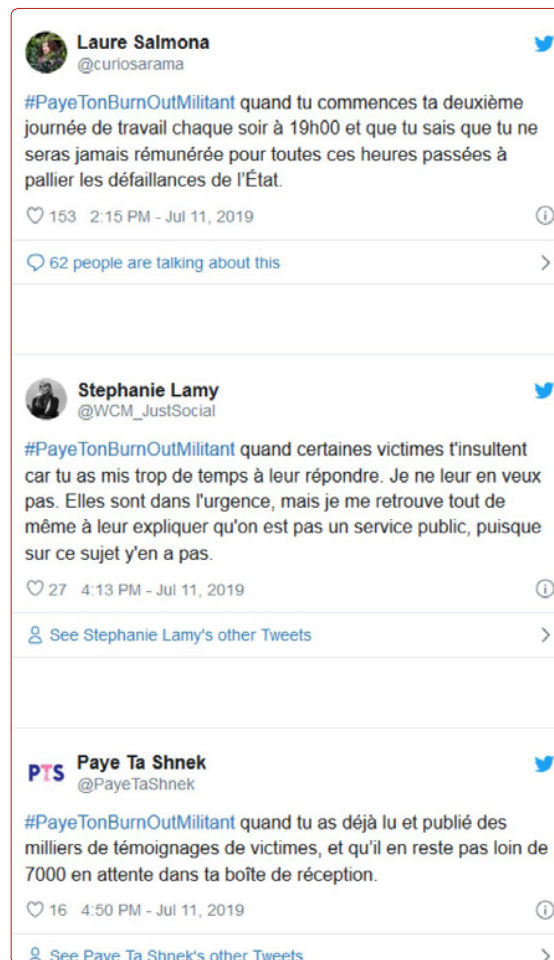 Laure Salmona
@curiosarama
#PayeTonBurnOutMilitant quand tu commences ta deuxième
journée de travail chaque soir à 19h00 et que tu sais que tu ne
seras jamais rémunérée pour toutes ces heures passées à
pallier les défaillances de l'État.
153 2:15 PM - Jul 11, 2019
62 people are talking about this
Stephanie Lamy
@WCM_JustSocial
#PayeTonBurnOutMilitant quand certaines victimes t'insultent
car tu as mis trop de temps à leur répondre. Je ne leur en veux
pas. Elles sont dans l'urgence, mais je me retrouve tout de
même à leur expliquer qu'on est pas un service public, puisque
sur ce sujet y'en a pas.
27 4:13 PM - Jul 11, 2019
See Stephanie Lamy's other Tweets
PTS
Paye Ta Shnek
@PayeTaShnek
#PayeTonBurnOutMilitant quand tu as déjà lu et publié des
milliers de témoignages de victimes, et qu'il en reste pas loin de
7000 en attente dans ta boîte de réception.
16 4:50 PM - Jul 11, 2019
See Paye Ta Shnek's other Tweets